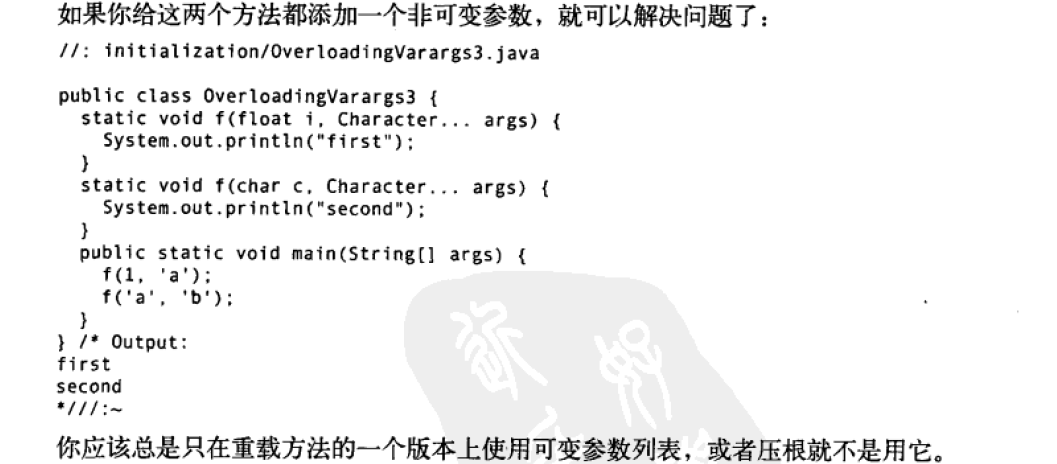 如果你给这两个方法都添加一个非可变参数，就可以解决问题了：
//: initialization/OverloadingVarargs3.java
public class OverloadingVarargs3 {
static void f(float i, Character... args) {
System.out.println("first");
}
static void f(char c, Character... args) {
System.out.println("second");
}
public static void main(String[] args) {
f(1, 'a');
f('a', 'b');
}
} /* Output:
first
second
*///:~
你应该总是只在重载方法的一个版本上使用可变参数列表，或者压根就不是用它。